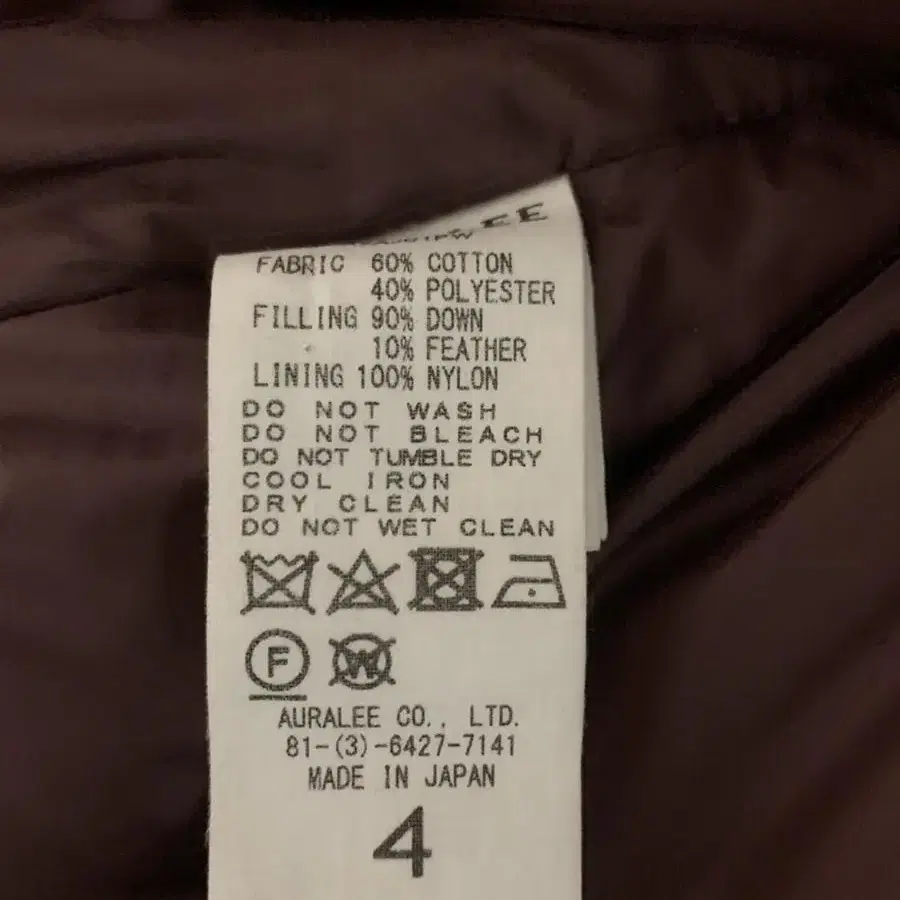 FABRIC 60% COTTON
40% POLYESTER
FILLING 90% DOWN
10% FEATHER
LINING 100% NYLON
DO NOT WASH
DO NOT BLEACH
DO NOT TUMBLE DRY
COOL IRON
DRY CLEAN
DO NOT WET CLEAN
F W
AURALEE CO., LTD.
81-(3)-6427-7141
MADE IN JAPAN
4